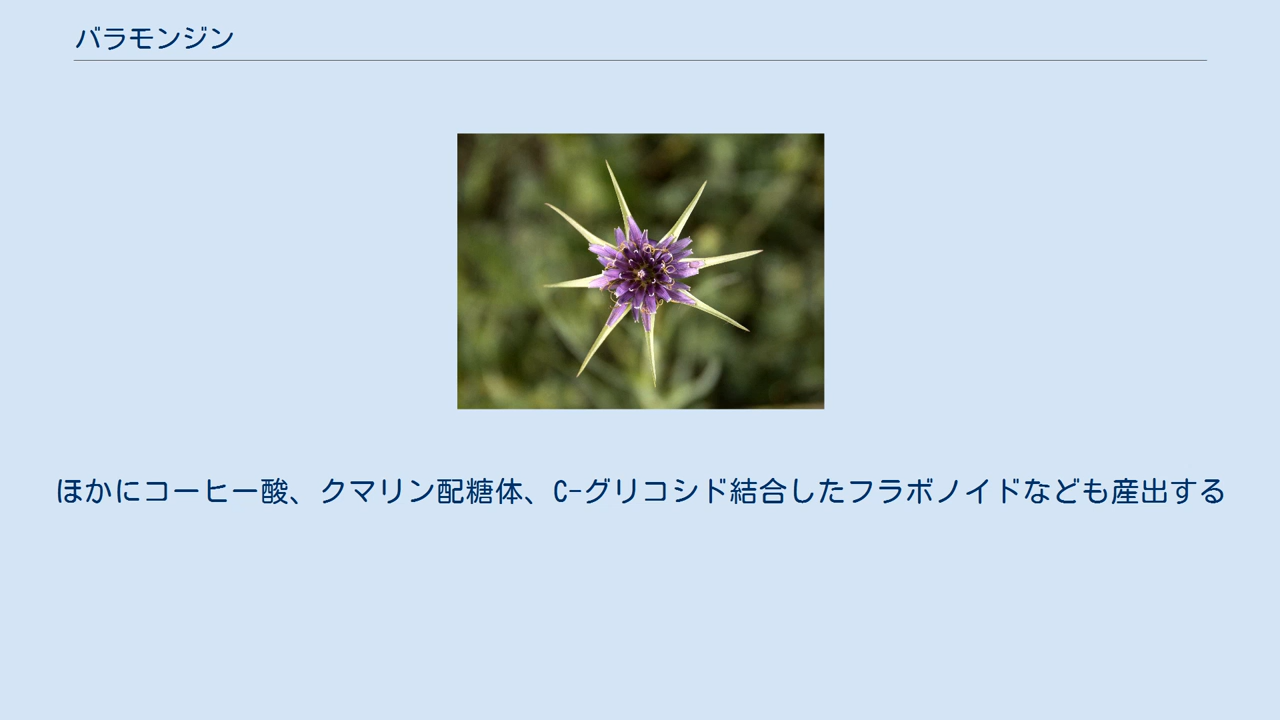 バラモンジン
ほかにコーヒー酸、クマリン配糖体、C-グリコシド結合したフラボノイドなども産出する